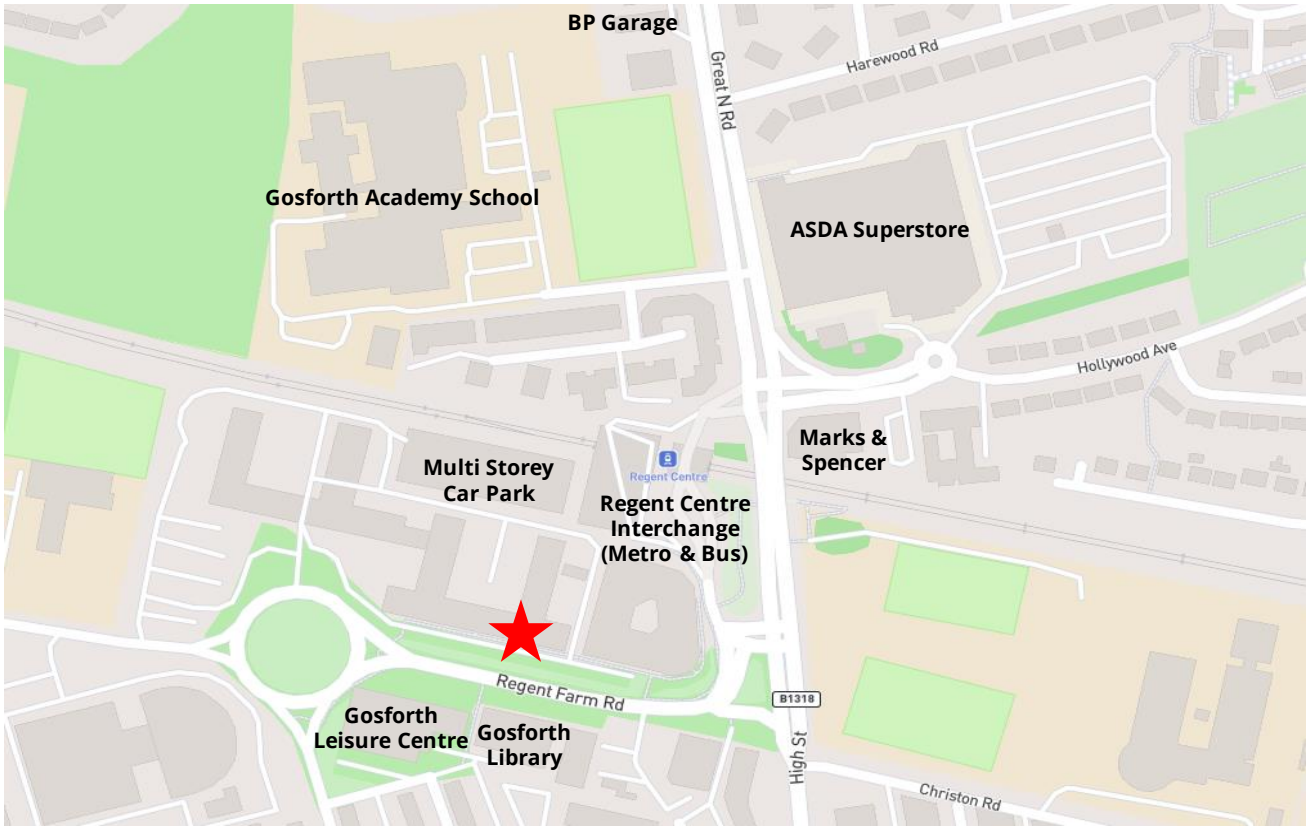 BP Garage
Great N Rd
Harewood Rd
Gosforth Academy School
ASDA Superstore
Hollywood Ave
Marks &
Spencer
Multi Storey
Car Park
Regent Centre
Regent Centre
Interchange
(Metro & Bus)
Regent Farm Rd
B1318
Gosforth
Leisure Centre
Gosforth
Library
High St
Christon Rd